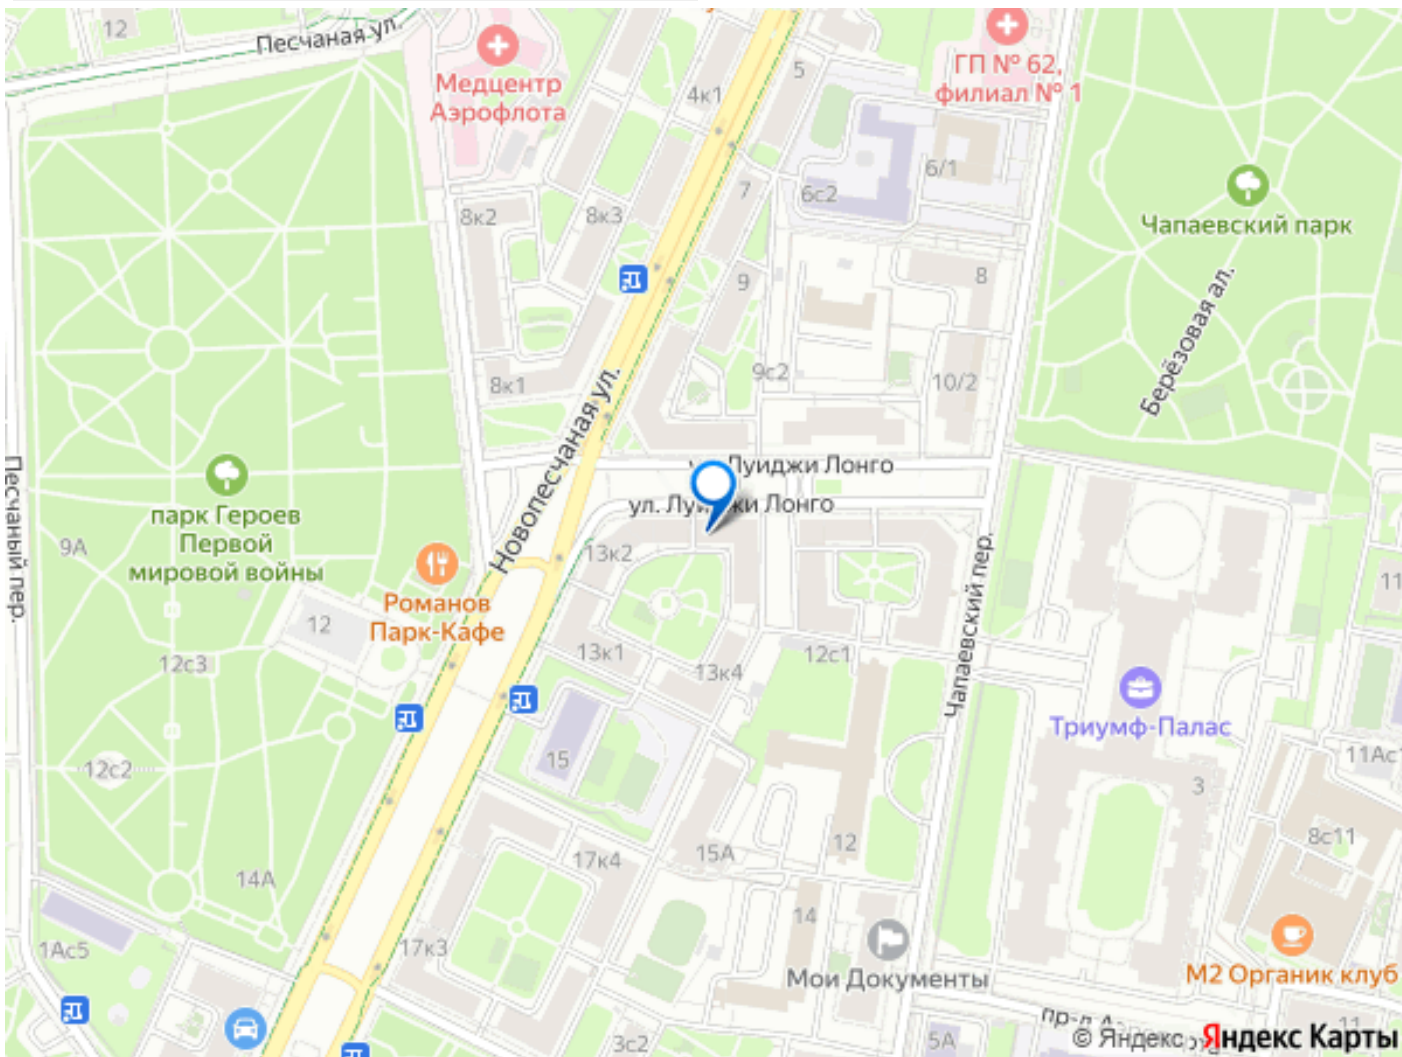 12
Песчаная ул.
Медцентр
Аэрофлота
4к1
5
ГП № 62,
филиал № 1
6/1
6с2
7
Чапаевский парк
8к2
8к3
8
9
Берёзовая ал.
8к1
9с2
10/2
Новопесчаная ул.
Луиджи Лонго
ул. Луиджи Лонго
Песчаный пер.
парк Героев
Первой
мировой войны
9А
13к2
Романов
Парк-Кафе
12
11
Чапаевский пер.
12с3
13к1
13к4
12с1
Триумф-Палас
15
12с2
11Ас1
3
8с11
12
15А
17к4
14А
14
17к3
1Ас5
Мои Документы
М2 Органик клуб
3с2
5А
11
© Яндекс
Яндекс Карты